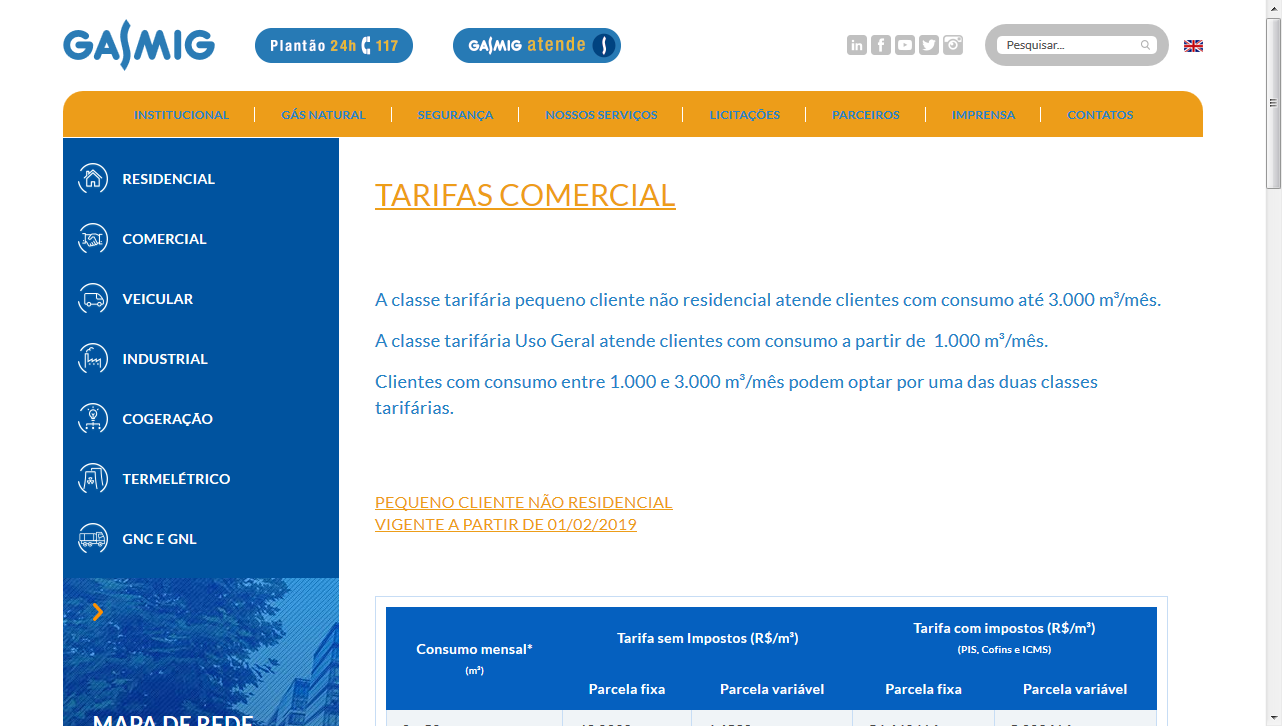 GASMIG
Plantão 24h 117
GASMIG atende
Pesquisar...
INSTITUCIONAL
GÁS NATURAL
SEGURANÇA
NOSSOS SERVIÇOS
LICITAÇÕES
PARCEIROS
IMPRENSA
CONTATOS
RESIDENCIAL
COMERCIAL
VEICULAR
INDUSTRIAL
COGERAÇÃO
TERMELÉTRICO
GNC E GNL
MAPA DE REDE
TARIFAS COMERCIAL
A classe tarifária pequeno cliente não residencial atende clientes com consumo até 3.000 m³/mês.
A classe tarifária Uso Geral atende clientes com consumo a partir de  1.000 m³/mês.
Clientes com consumo entre 1.000 e 3.000 m³/mês podem optar por uma das duas classes
tarifárias.
PEQUENO CLIENTE NÃO RESIDENCIAL
VIGENTE A PARTIR DE 01/02/2019
Consumo mensal*
(m³)
Tarifa sem Impostos (R$/m³)
Tarifa com impostos (R$/m³)
(PIS, Cofins e ICMS)
Parcela fixa
Parcela variável
Parcela fixa
Parcela variável